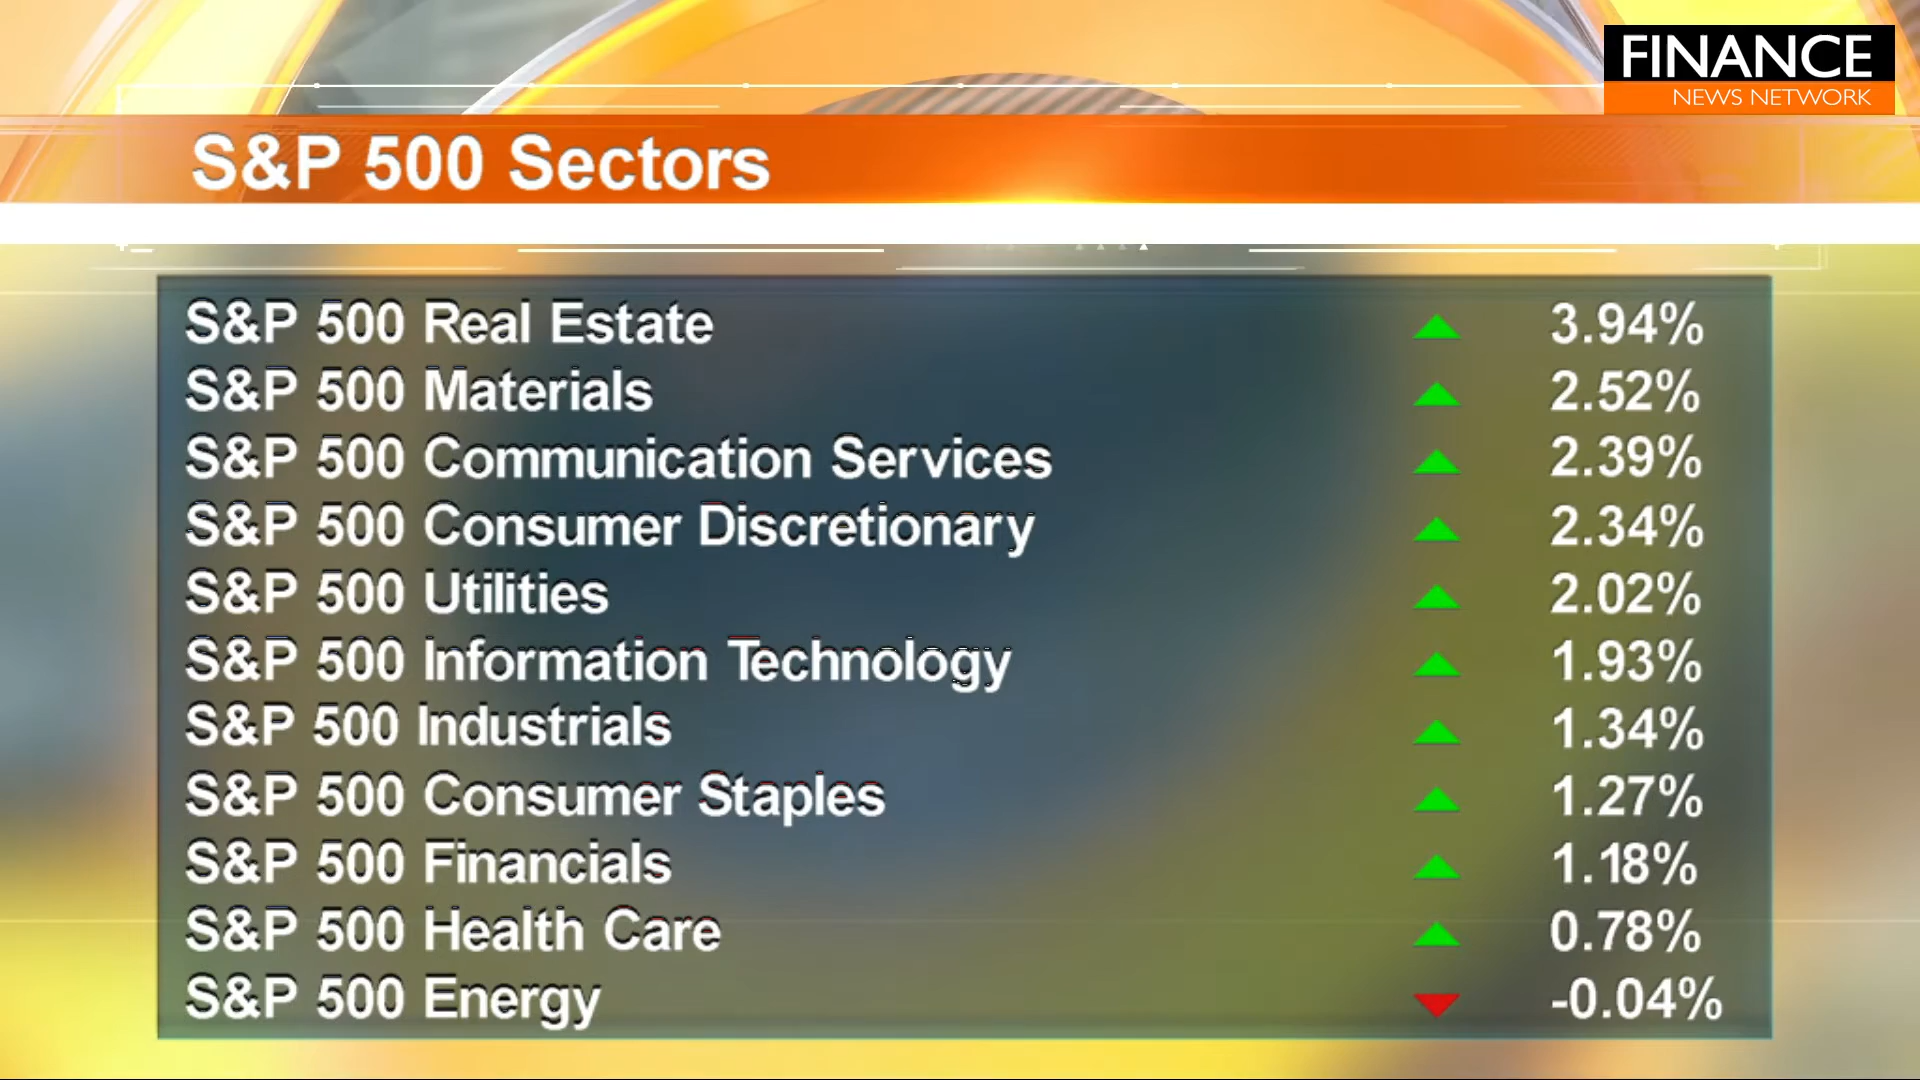 FINANCE
NEWS NETWORK
S&P 500 Sectors
S&P 500 Real Estate 3.94%
S&P 500 Materials 2.52%
S&P 500 Communication Services 2.39%
S&P 500 Consumer Discretionary 2.34%
S&P 500 Utilities 2.02%
S&P 500 Information Technology 1.93%
S&P 500 Industrials 1.34%
S&P 500 Consumer Staples 1.27%
S&P 500 Financials 1.18%
S&P 500 Health Care 0.78%
S&P 500 Energy -0.04%